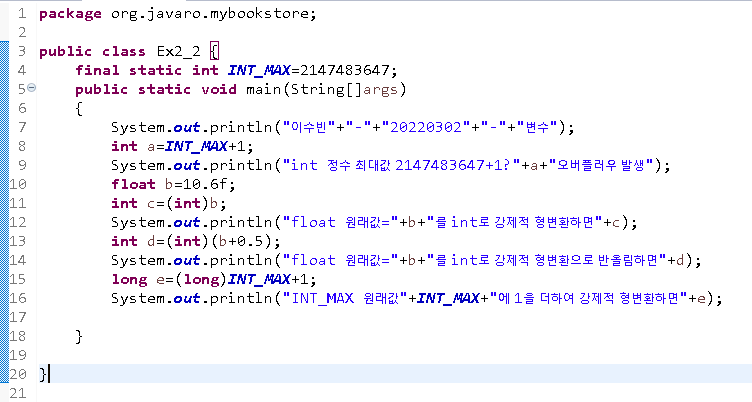 1 package org.javaro.mybookstore;
2
3 public class Ex2_2 {
4 final static int INT_MAX=2147483647;
5 public static void main(String[]args)
6 {
7 System.out.println("이수빈"+"-"+"20220302"+"-"+"변수");
8 int a=INT_MAX+1;
9 System.out.println("int 정수 최대값 2147483647+1?"+a+"오버플러우 발생");
10 float b=10.6f;
11 int c=(int)b;
12 System.out.println("float 원래값="+b+"를 int로 강제적 형변환하면"+c);
13 int d=(int)(b+0.5);
14 System.out.println("float 원래값="+b+"를 int로 강제적 형변환으로 반올림하면"+d);
15 long e=(long)INT_MAX+1;
16 System.out.println("INT_MAX 원래값"+INT_MAX+"에 1을 더하여 강제적 형변환하면"+e);
17
18 }
19
20 }
21